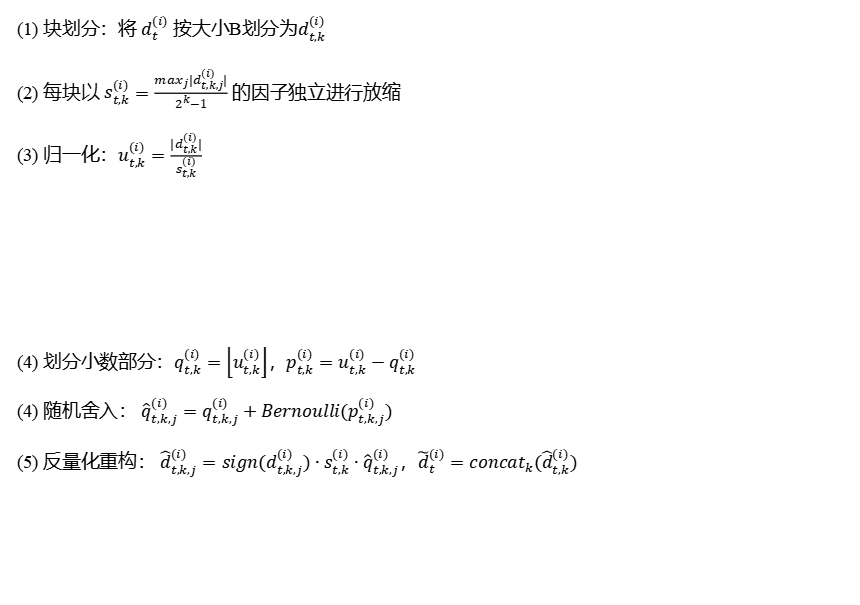 (1) 块划分：将 $d_t^{(i)}$ 按大小B划分为$d_{t,k}^{(i)}$
(2) 每块以 $s_{t,k}^{(i)} = \frac{max_j|d_{t,k,j}^{(i)}|}{2^k-1}$ 的因子独立进行放缩
(3) 归一化：$u_{t,k}^{(i)} = \frac{|d_{t,k}^{(i)}|}{s_{t,k}^{(i)}}$
(4) 划分小数部分：$q_{t,k}^{(i)} = \lfloor u_{t,k}^{(i)} \rfloor$，$p_{t,k}^{(i)} = u_{t,k}^{(i)} - q_{t,k}^{(i)}$
(4) 随机舍入： $\hat{q}_{t,k,j}^{(i)} = q_{t,k,j}^{(i)} + Bernoulli(p_{t,k,j}^{(i)})$
(5) 反量化重构： $\hat{d}_{t,k,j}^{(i)} = sign(d_{t,k,j}^{(i)}) \cdot s_{t,k}^{(i)} \cdot \hat{q}_{t,k,j}^{(i)}$，$\tilde{d}_t^{(i)} = concat_k(\hat{d}_{t,k}^{(i)})$